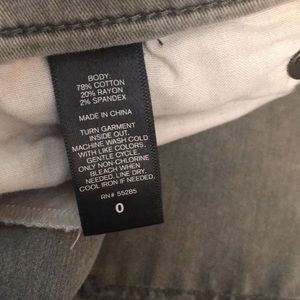 BODY:
78% COTTON
20% RAYON
2% SPANDEX
MADE IN CHINA
TURN GARMENT
INSIDE OUT.
MACHINE WASH COLD
WITH LIKE COLORS,
GENTLE CYCLE.
ONLY NON-CHLORINE
BLEACH WHEN
NEEDED. LINE DRY.
COOL IRON IF NEEDED.
RN# 55285
0